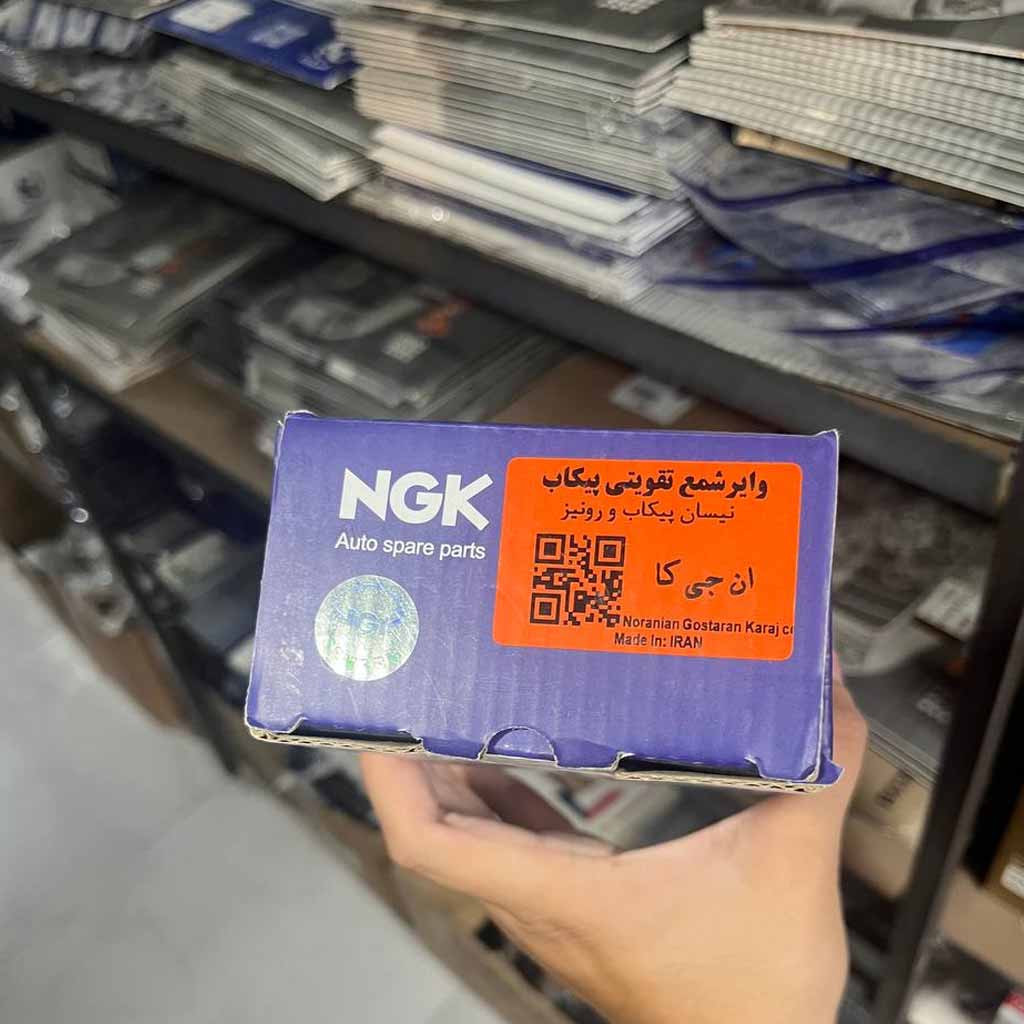 NGK
Auto spare parts
وایرشمع تقویتی پیکاب
نیسان پیکاب و رونیز
ان جی کا
Noranian Gostaran Karaj co
Made In: IRAN